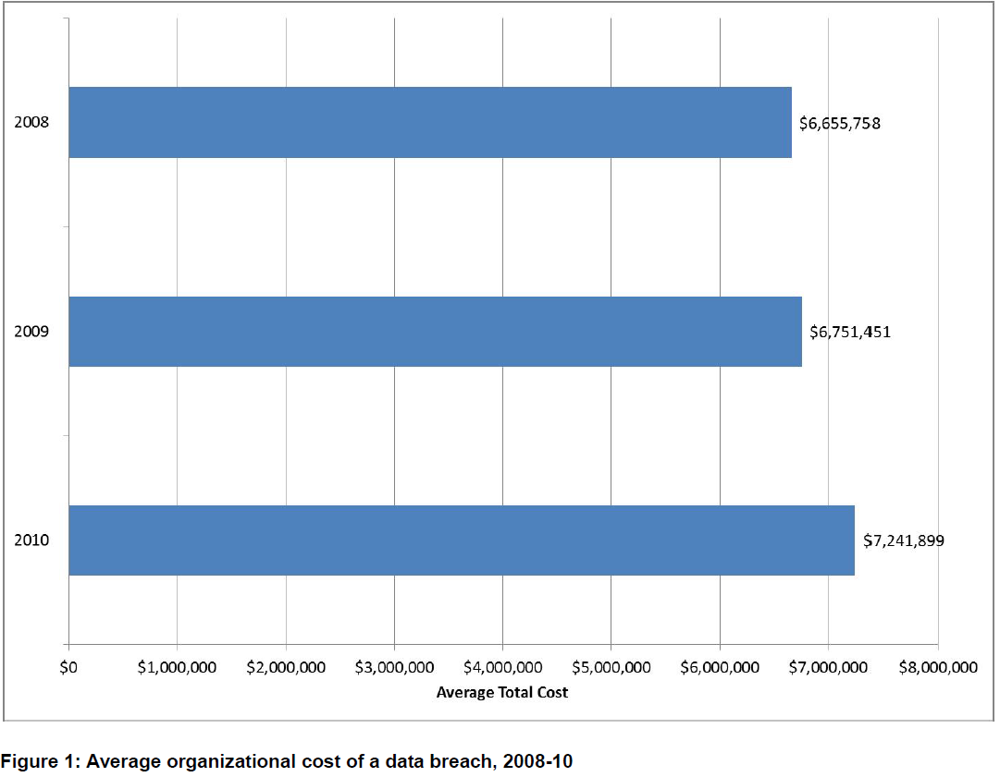 2008
$6,655,758
2009
$6,751,451
2010
$7,241,899
$0 $1,000,000 $2,000,000 $3,000,000 $4,000,000 $5,000,000 $6,000,000 $7,000,000 $8,000,000
Average Total Cost
Figure 1: Average organizational cost of a data breach, 2008-10